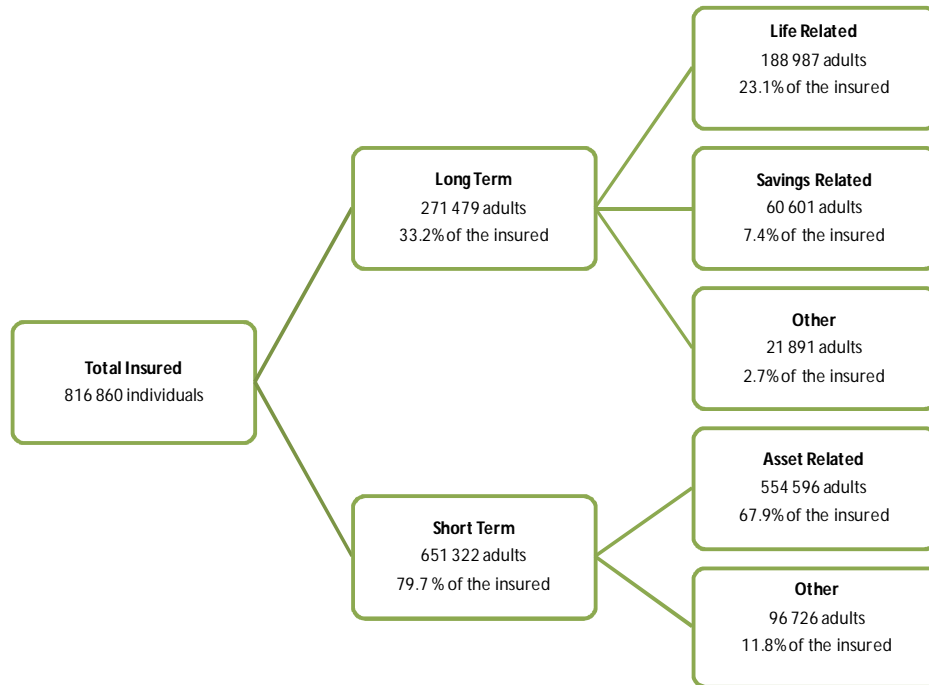 Total Insured
816 860 individuals
Long Term
271 479 adults
33.2% of the insured
Life Related
188 987 adults
23.1% of the insured
Savings Related
60 601 adults
7.4% of the insured
Other
21 891 adults
2.7% of the insured
Short Term
651 322 adults
79.7 % of the insured
Asset Related
554 596 adults
67.9% of the insured
Other
96 726 adults
11.8% of the insured